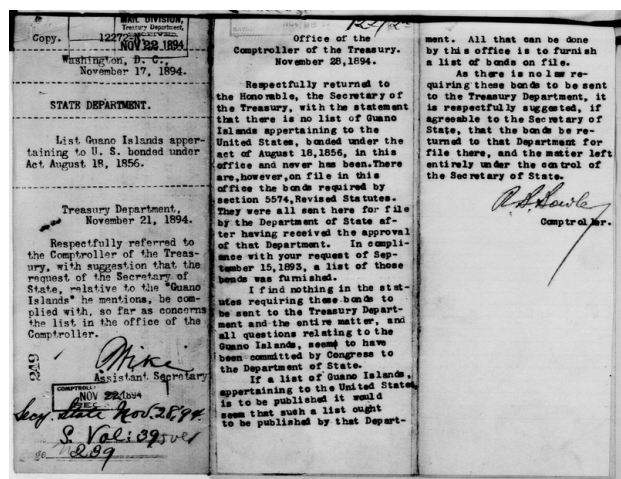 MAIL DIVISION,
Treasury Department,
Copy. 12272
NOV 22 1894
Washington, D. C.,
November 17, 1894.
STATE DEPARTMENT.
List Guano Islands apper-
taining to U. S. bonded under
Act August 18, 1856.
Treasury Department,
November 21, 1894.
Respectfully referred to
the Comptroller of the Treas-
ury, with suggestion that the
request of the Secretary of
State, relative to the "Guano
Islands" he mentions, be com-
plied with, so far as concerns
the list in the office of the
Comptroller.
Assistant Secretary
249
NOV 22 1894
Secy. State Nov. 28, 94.
S. Vol: 39 over
239
Office of the
Comptroller of the Treasury.
November 28, 1894.
Respectfully returned to
the Honorable, the Secretary of
the Treasury, with the statement
that there is no list of Guano
Islands appertaining to the
United States, bonded under the
act of August 18, 1856, in this
office and never has been. There
are, however, on file in this
office the bonds required by
section 5574, Revised Statutes.
They were all sent here for file
by the Department of State af-
ter having received the approval
of that Department. In compli-
ance with your request of Sep-
tember 15, 1893, a list of those
bonds was furnished.
I find nothing in the stat-
utes requiring these bonds to
be sent to the Treasury Depart-
ment and the entire matter, and
all questions relating to the
Guano Islands, seems to have
been committed by Congress to
the Department of State.
If a list of Guano Islands,
appertaining to the United States
is to be published it would
seem that such a list ought
to be published by that Depart-
ment. All that can be done
by this office is to furnish
a list of bonds on file.
As there is no law re-
quiring these bonds to be sent
to the Treasury Department, it
is respectfully suggested, if
agreeable to the Secretary of
State, that the bonds be re-
turned to that Department for
file there, and the matter left
entirely under the control of
the Secretary of State.
Comptroller.